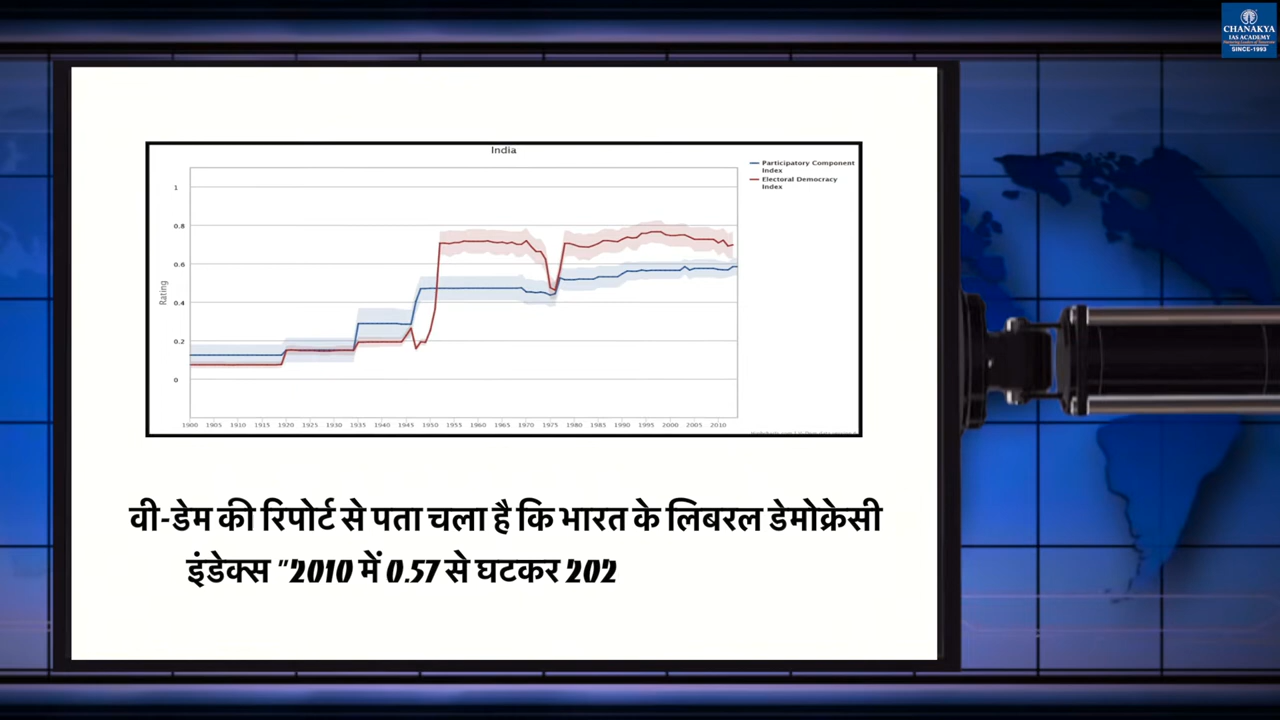 CHANAKYA
IAS ACADEMY
SINCE-1993
India
Participatory Component
Index
Electoral Democracy
Index
1
0.8
0.6
0.4
0.2
0
Rating
1900 1905 1910 1915 1920 1925 1930 1935 1940 1945 1950 1955 1960 1965 1970 1975 1980 1985 1990 1995 2000 2005 2010
वी-डेम की रिपोर्ट से पता चला है कि भारत के लिबरल डेमोक्रेसी
इंडेक्स "2010 में 0.57 से घटकर 202